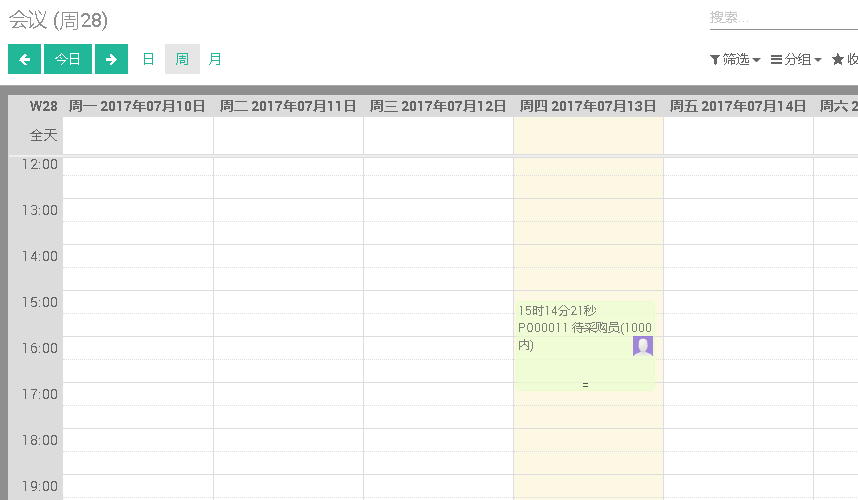 会议 (周28)
搜索...
今日 日 周 月
筛选 分组 收
W28 周一 2017年07月10日 周二 2017年07月11日 周三 2017年07月12日 周四 2017年07月13日 周五 2017年07月14日 周六 2
全天
12:00
13:00
14:00
15:00
15时14分21秒
PO00011 待采购员(1000
内)
16:00
=
17:00
18:00
19:00